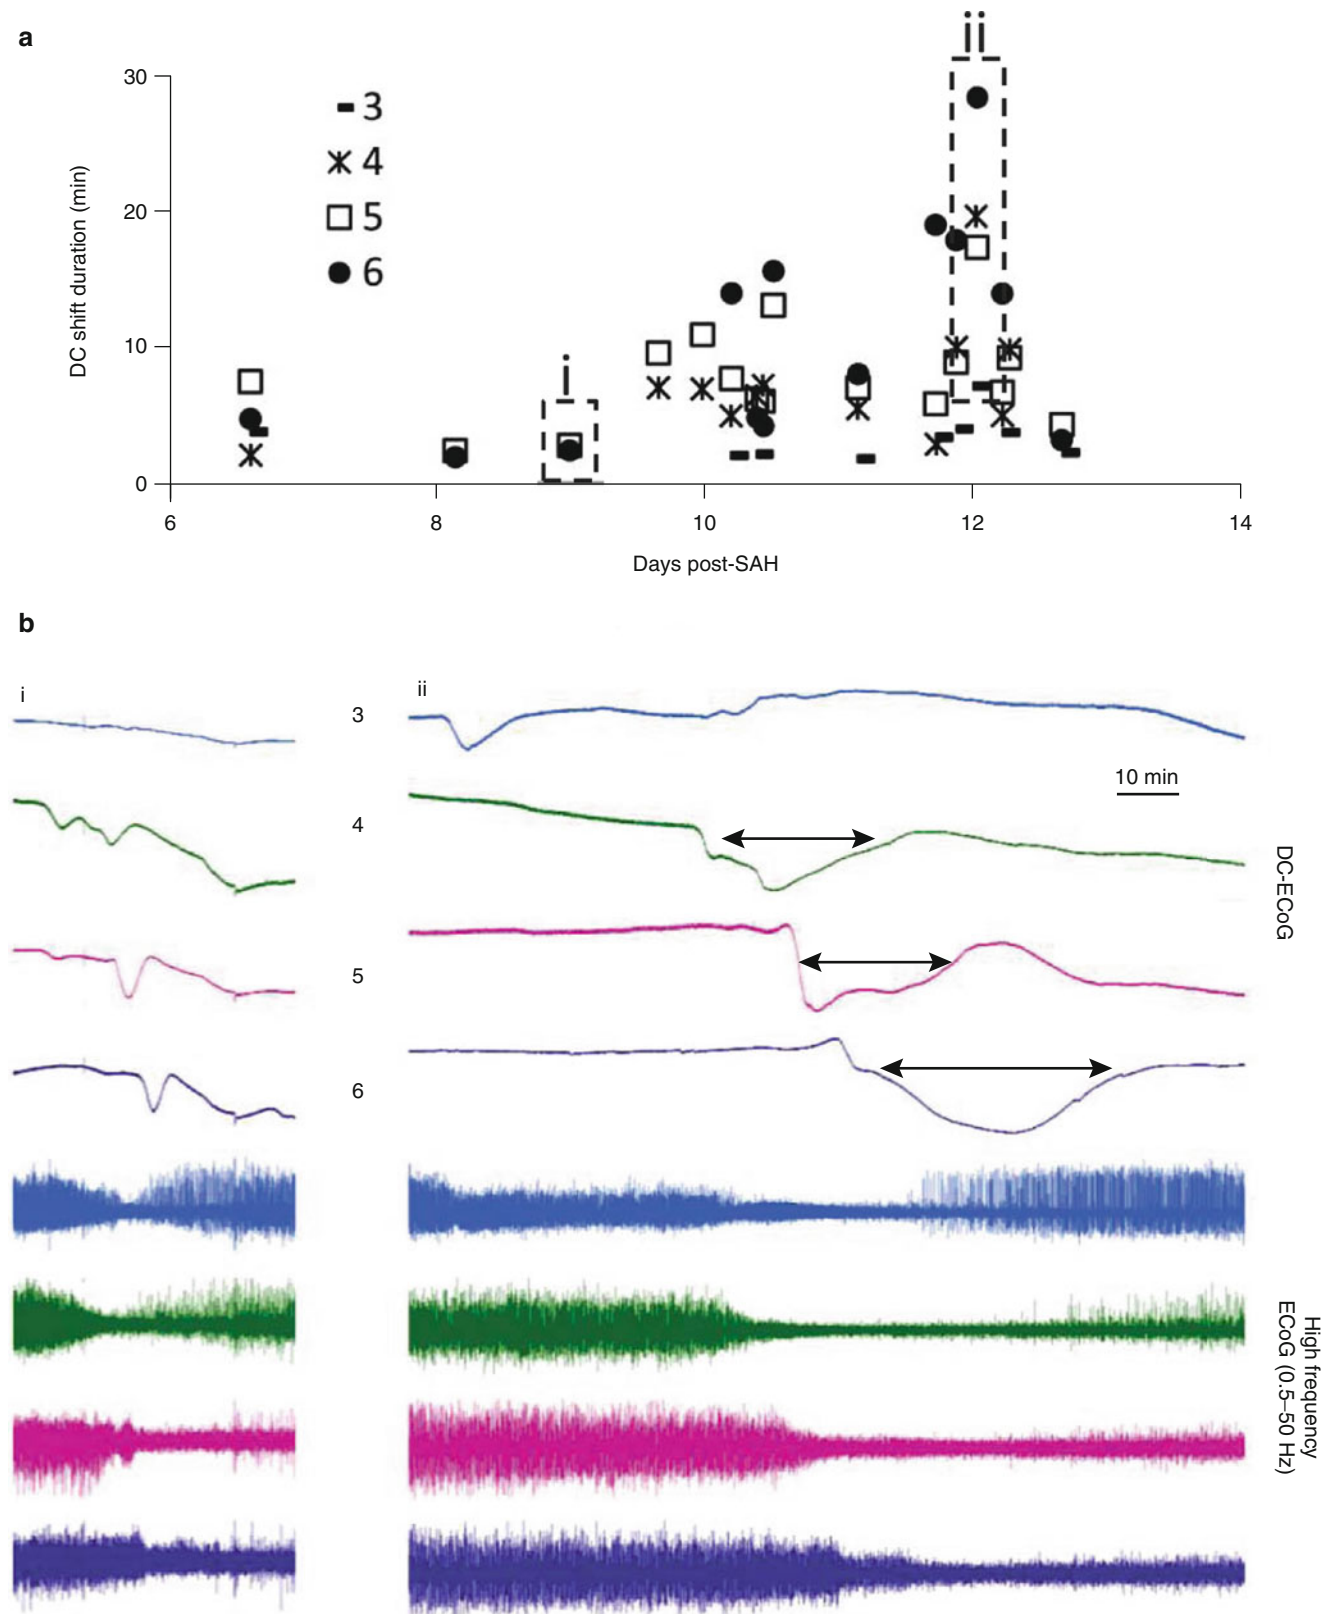 a
ii
30
20
10
0
DC shift duration (min)
3
4
5
6
i
6
8
10
12
14
Days post-SAH
b
i
ii
3
4
5
6
10 min
DC-ECoG
High frequency
ECoG (0.5–50 Hz)